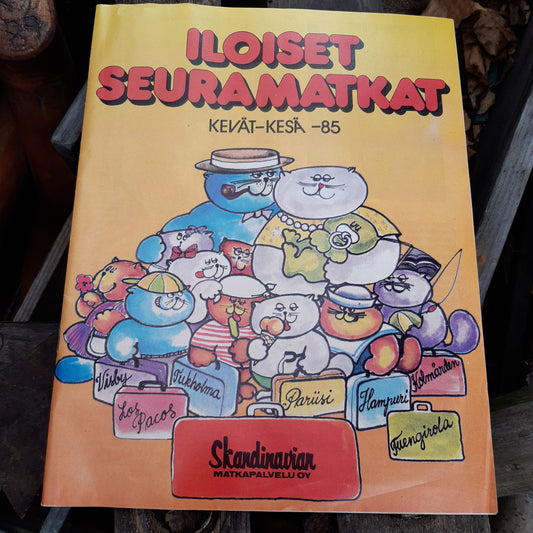 ILOISET
SEURAMATKAT
KEVÄT-KESÄ -85
Visby
Tukholma
Pariisi
Hampuri
Kolmården
Los
Pacos
Fuengirola
Skandinavian
MATKAPALVELU OY